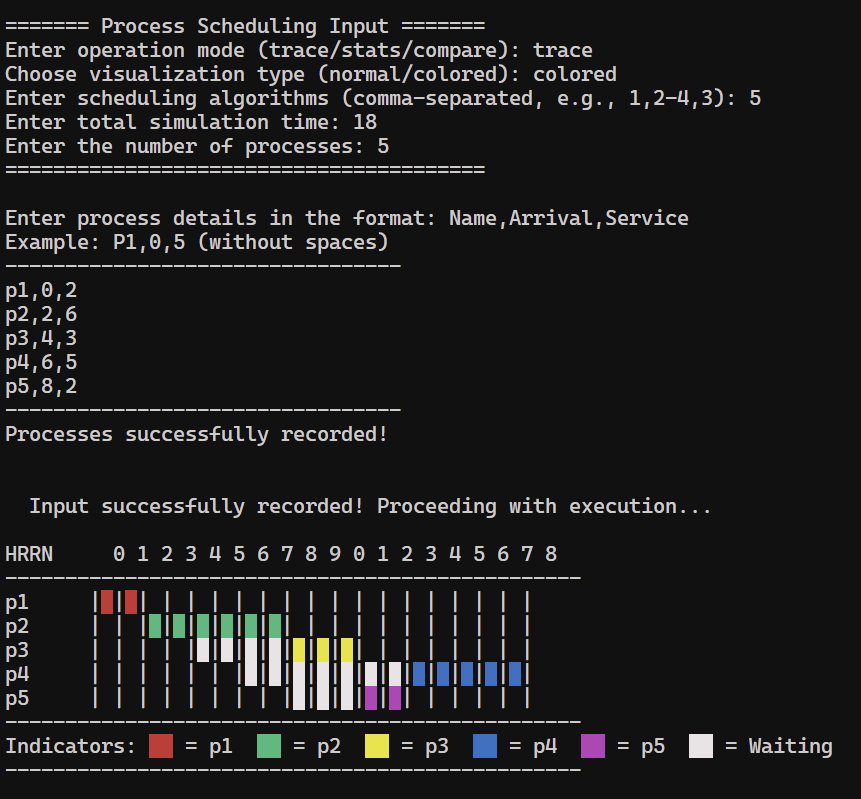 ======= Process Scheduling Input =======
Enter operation mode (trace/stats/compare): trace
Choose visualization type (normal/colored): colored
Enter scheduling algorithms (comma-separated, e.g., 1,2-4,3): 5
Enter total simulation time: 18
Enter the number of processes: 5
========================================
Enter process details in the format: Name,Arrival,Service
Example: P1,0,5 (without spaces)
---------------------------------
p1,0,2
p2,2,6
p3,4,3
p4,6,5
p5,8,2
---------------------------------
Processes successfully recorded!
Input successfully recorded! Proceeding with execution...
HRRN     0 1 2 3 4 5 6 7 8 9 0 1 2 3 4 5 6 7 8
------------------------------------------------
p1     | | | | | | | | | | | | | | | | | | |
p2     | | | | | | | | | | | | | | | | | | |
p3     | | | | | | | | | | | | | | | | | | |
p4     | | | | | | | | | | | | | | | | | | |
p5     | | | | | | | | | | | | | | | | | | |
------------------------------------------------
Indicators: = p1 = p2 = p3 = p4 = p5 = Waiting
------------------------------------------------